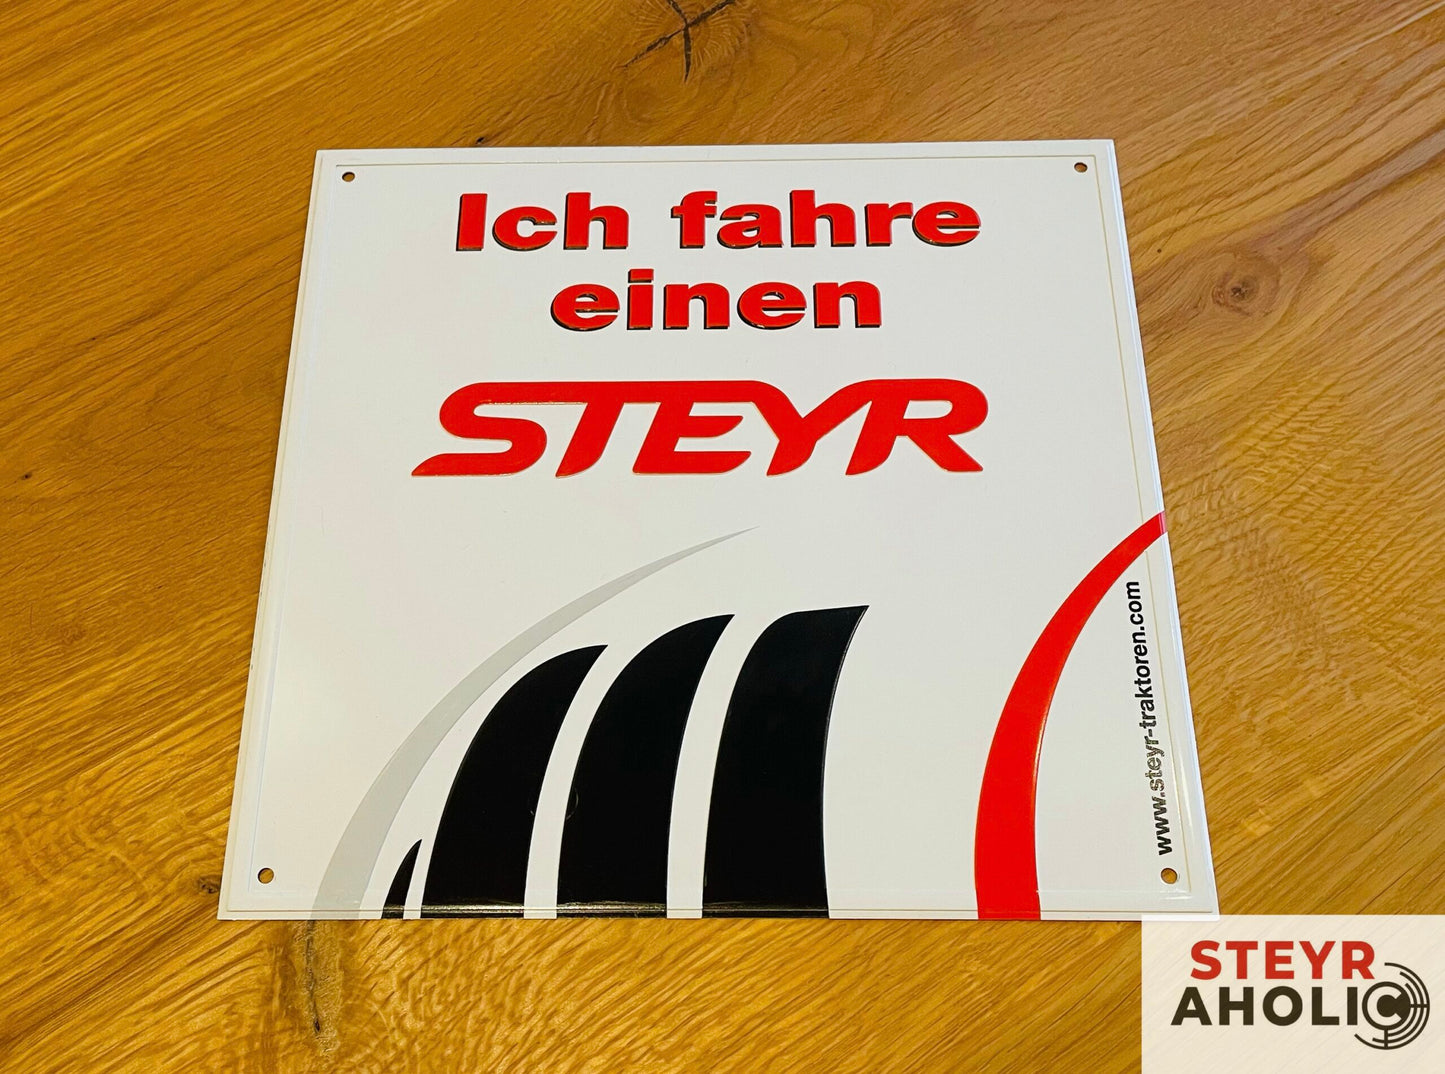 Ich fahre
einen
STEYR
www.steyr-traktoren.com
STEYR
AHOLIC